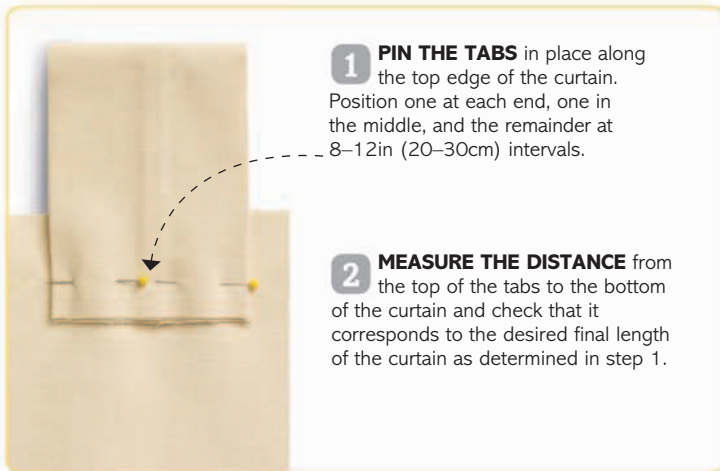 1 PIN THE TABS in place along
the top edge of the curtain.
Position one at each end, one in
the middle, and the remainder at
8–12in (20–30cm) intervals.
2 MEASURE THE DISTANCE from
the top of the tabs to the bottom
of the curtain and check that it
corresponds to the desired final length
of the curtain as determined in step 1.